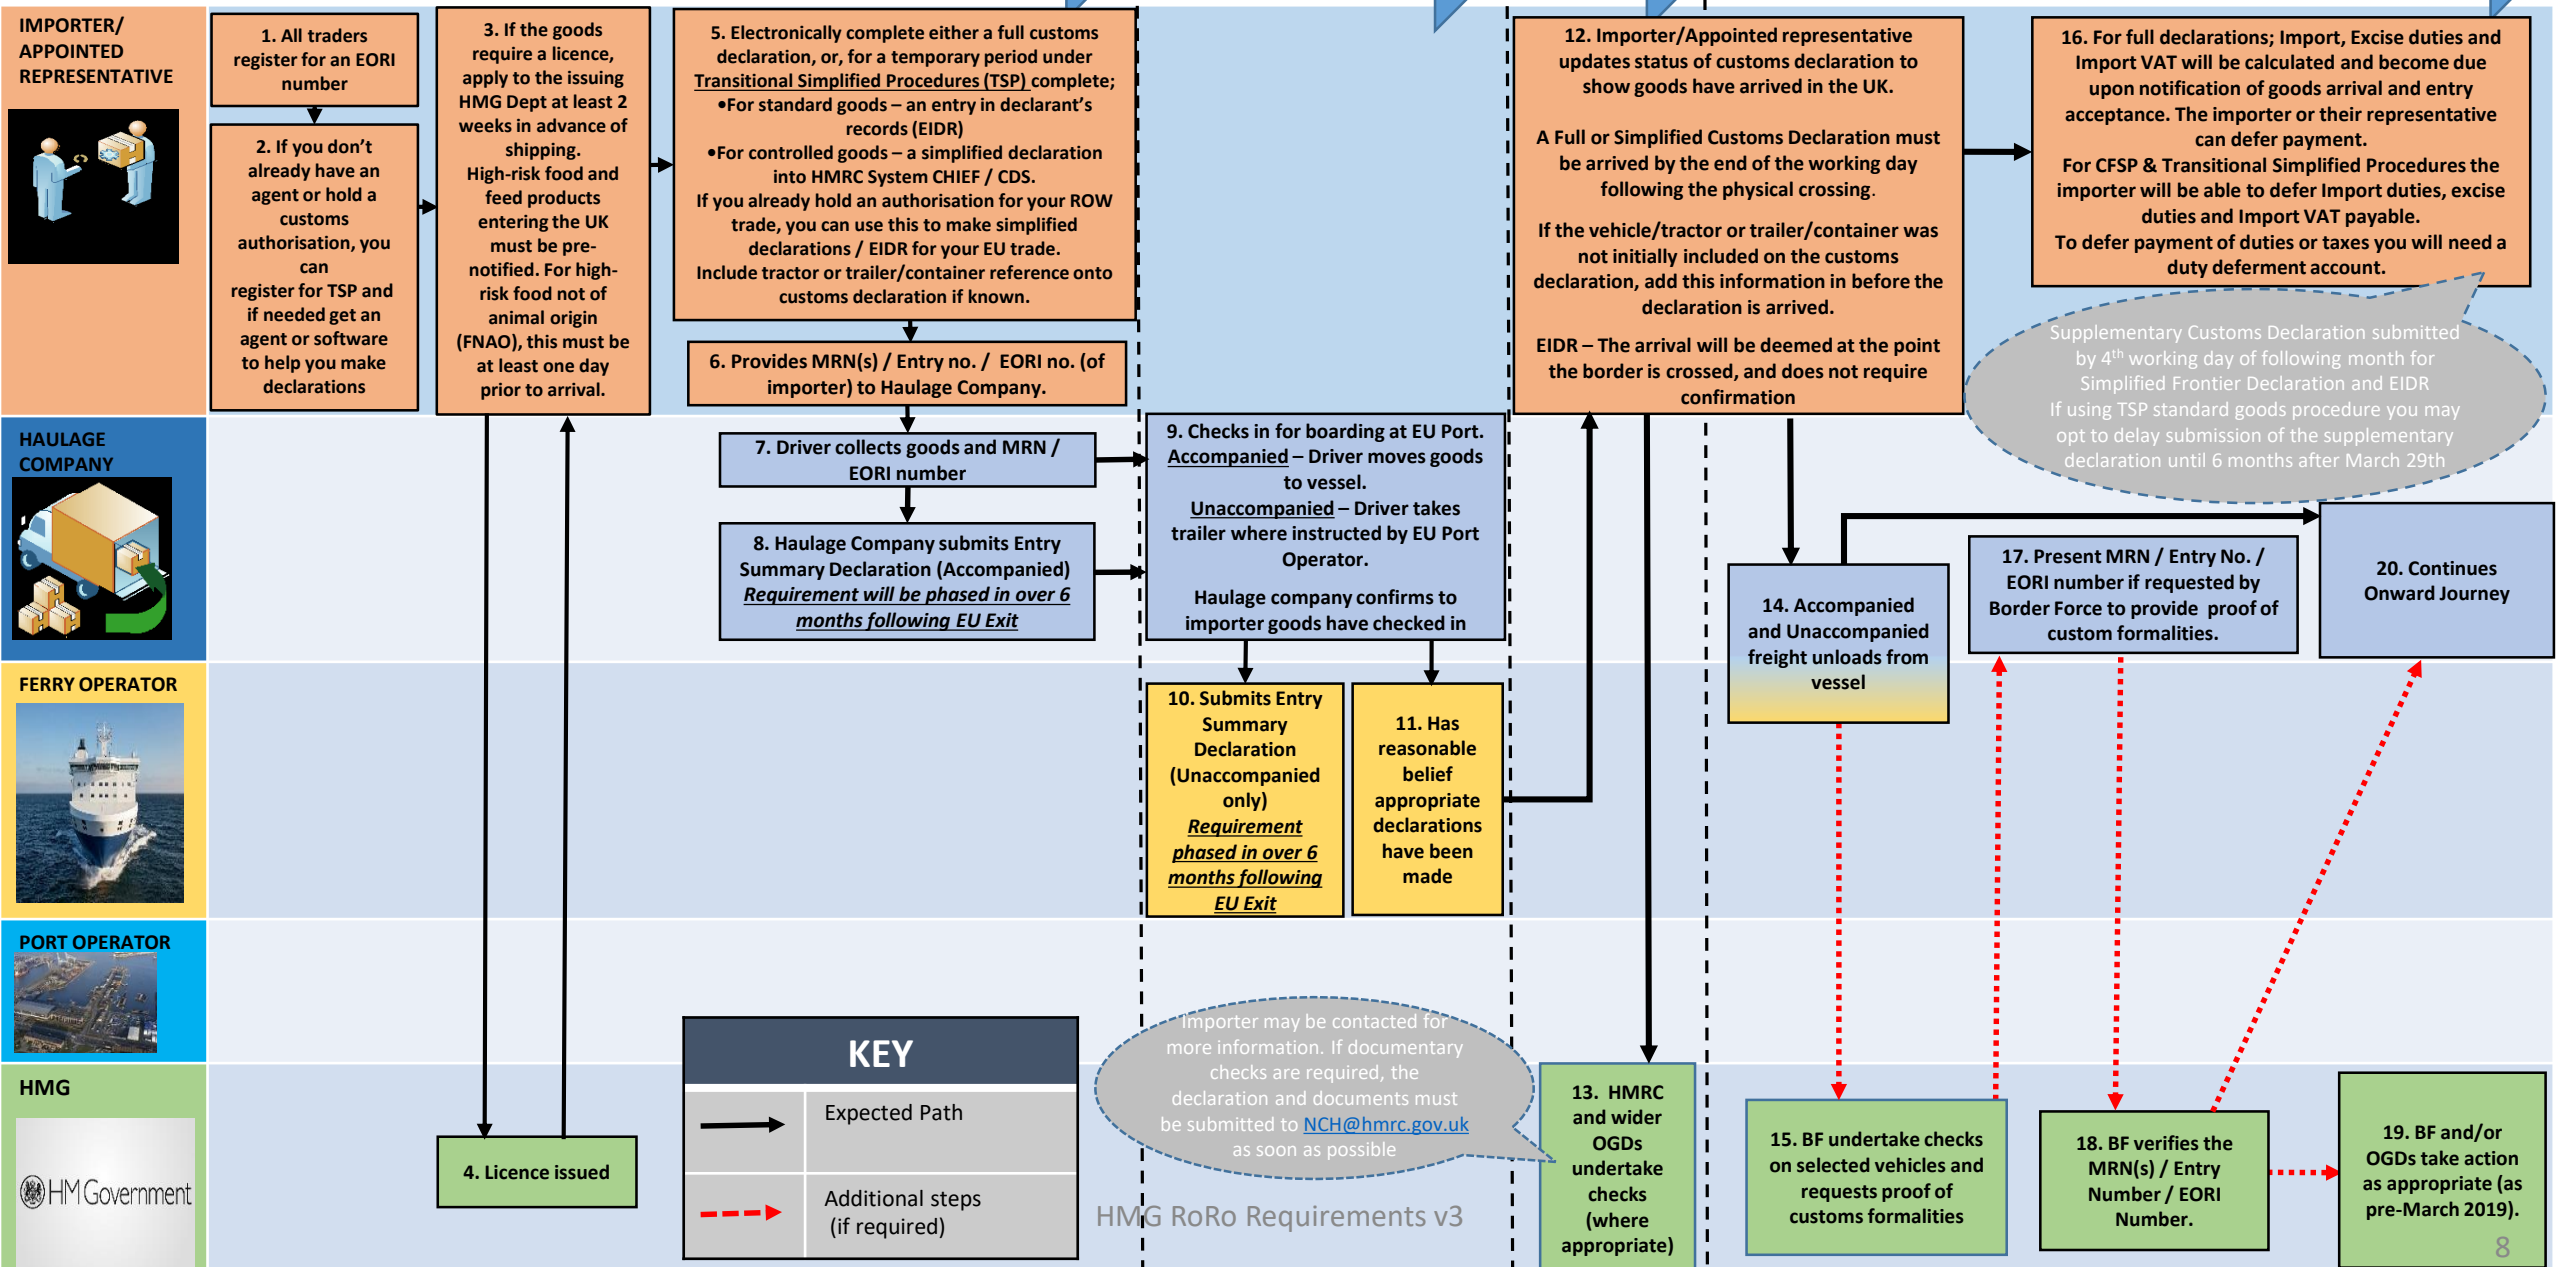 IMPORTER/
APPOINTED
REPRESENTATIVE
1. All traders
register for an EORI
number
2. If you don’t
already have an
agent or hold a
customs
authorisation, you
can
register for TSP and
if needed get an
agent or software
to help you make
declarations
3. If the goods
require a licence,
apply to the issuing
HMG Dept at least 2
weeks in advance of
shipping.
High-risk food and
feed products
entering the UK
must be pre-
notified. For high-
risk food not of
animal origin
(FNAO), this must be
at least one day
prior to arrival.
5. Electronically complete either a full customs
declaration, or, for a temporary period under
Transitional Simplified Procedures (TSP) complete;
•For standard goods – an entry in declarant’s
records (EIDR)
•For controlled goods – a simplified declaration
into HMRC System CHIEF / CDS.
If you already hold an authorisation for your ROW
trade, you can use this to make simplified
declarations / EIDR for your EU trade.
Include tractor or trailer/container reference onto
customs declaration if known.
6. Provides MRN(s) / Entry no. / EORI no. (of
importer) to Haulage Company.
12. Importer/Appointed representative
updates status of customs declaration to
show goods have arrived in the UK.
A Full or Simplified Customs Declaration must
be arrived by the end of the working day
following the physical crossing.
If the vehicle/tractor or trailer/container was
not initially included on the customs
declaration, add this information in before the
declaration is arrived.
EIDR – The arrival will be deemed at the point
the border is crossed, and does not require
confirmation
16. For full declarations; Import, Excise duties and
Import VAT will be calculated and become due
upon notification of goods arrival and entry
acceptance. The importer or their representative
can defer payment.
For CFSP & Transitional Simplified Procedures the
importer will be able to defer Import duties, excise
duties and Import VAT payable.
To defer payment of duties or taxes you will need a
duty deferment account.
Supplementary Customs Declaration submitted
by 4th working day of following month for
Simplified Frontier Declaration and EIDR
If using TSP standard goods procedure you may
opt to delay submission of the supplementary
declaration until 6 months after March 29th
HAULAGE
COMPANY
7. Driver collects goods and MRN /
EORI number
8. Haulage Company submits Entry
Summary Declaration (Accompanied)
Requirement will be phased in over 6
months following EU Exit
9. Checks in for boarding at EU Port.
Accompanied – Driver moves goods
to vessel.
Unaccompanied – Driver takes
trailer where instructed by EU Port
Operator.
Haulage company confirms to
importer goods have checked in
14. Accompanied
and Unaccompanied
freight unloads from
vessel
17. Present MRN / Entry No. /
EORI number if requested by
Border Force to provide proof of
custom formalities.
20. Continues
Onward Journey
FERRY OPERATOR
10. Submits Entry
Summary
Declaration
(Unaccompanied
only)
Requirement
phased in over 6
months following
EU Exit
11. Has
reasonable
belief
appropriate
declarations
have been
made
PORT OPERATOR
HMG
HM Government
4. Licence issued
KEY
Expected Path
Additional steps
(if required)
Importer may be contacted for
more information. If documentary
checks are required, the
declaration and documents must
be submitted to NCH@hmrc.gov.uk
as soon as possible
HMG RoRo Requirements v3
13. HMRC
and wider
OGDs
undertake
checks
(where
appropriate)
15. BF undertake checks
on selected vehicles and
requests proof of
customs formalities
18. BF verifies the
MRN(s) / Entry
Number / EORI
Number.
19. BF and/or
OGDs take action
as appropriate (as
pre-March 2019).
8